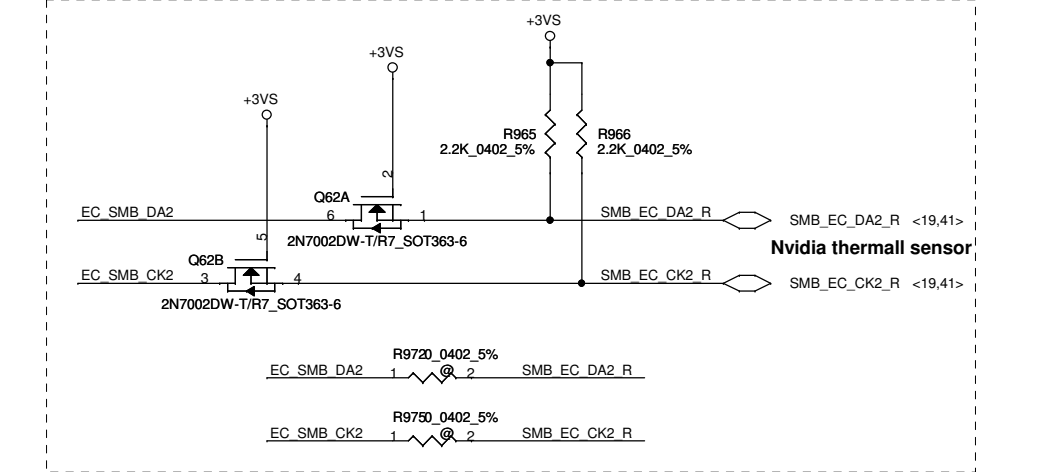 +3VS
+3VS
+3VS
R965
2.2K_0402_5%
R966
2.2K_0402_5%
2
Q62A
EC_SMB_DA2
6
1
EC_SMB_DA2_R
SMB_EC_DA2_R <19,41>
2N7002DW-T/R7_SOT363-6
5
Nvidia thermall sensor
Q62B
EC_SMB_CK2
3
4
SMB_EC_CK2_R
SMB_EC_CK2_R <19,41>
2N7002DW-T/R7_SOT363-6
R9720_0402_5%
EC_SMB_DA2 1 @ 2 SMB_EC_DA2_R
R9750_0402_5%
EC_SMB_CK2 1 @ 2 SMB_EC_CK2_R